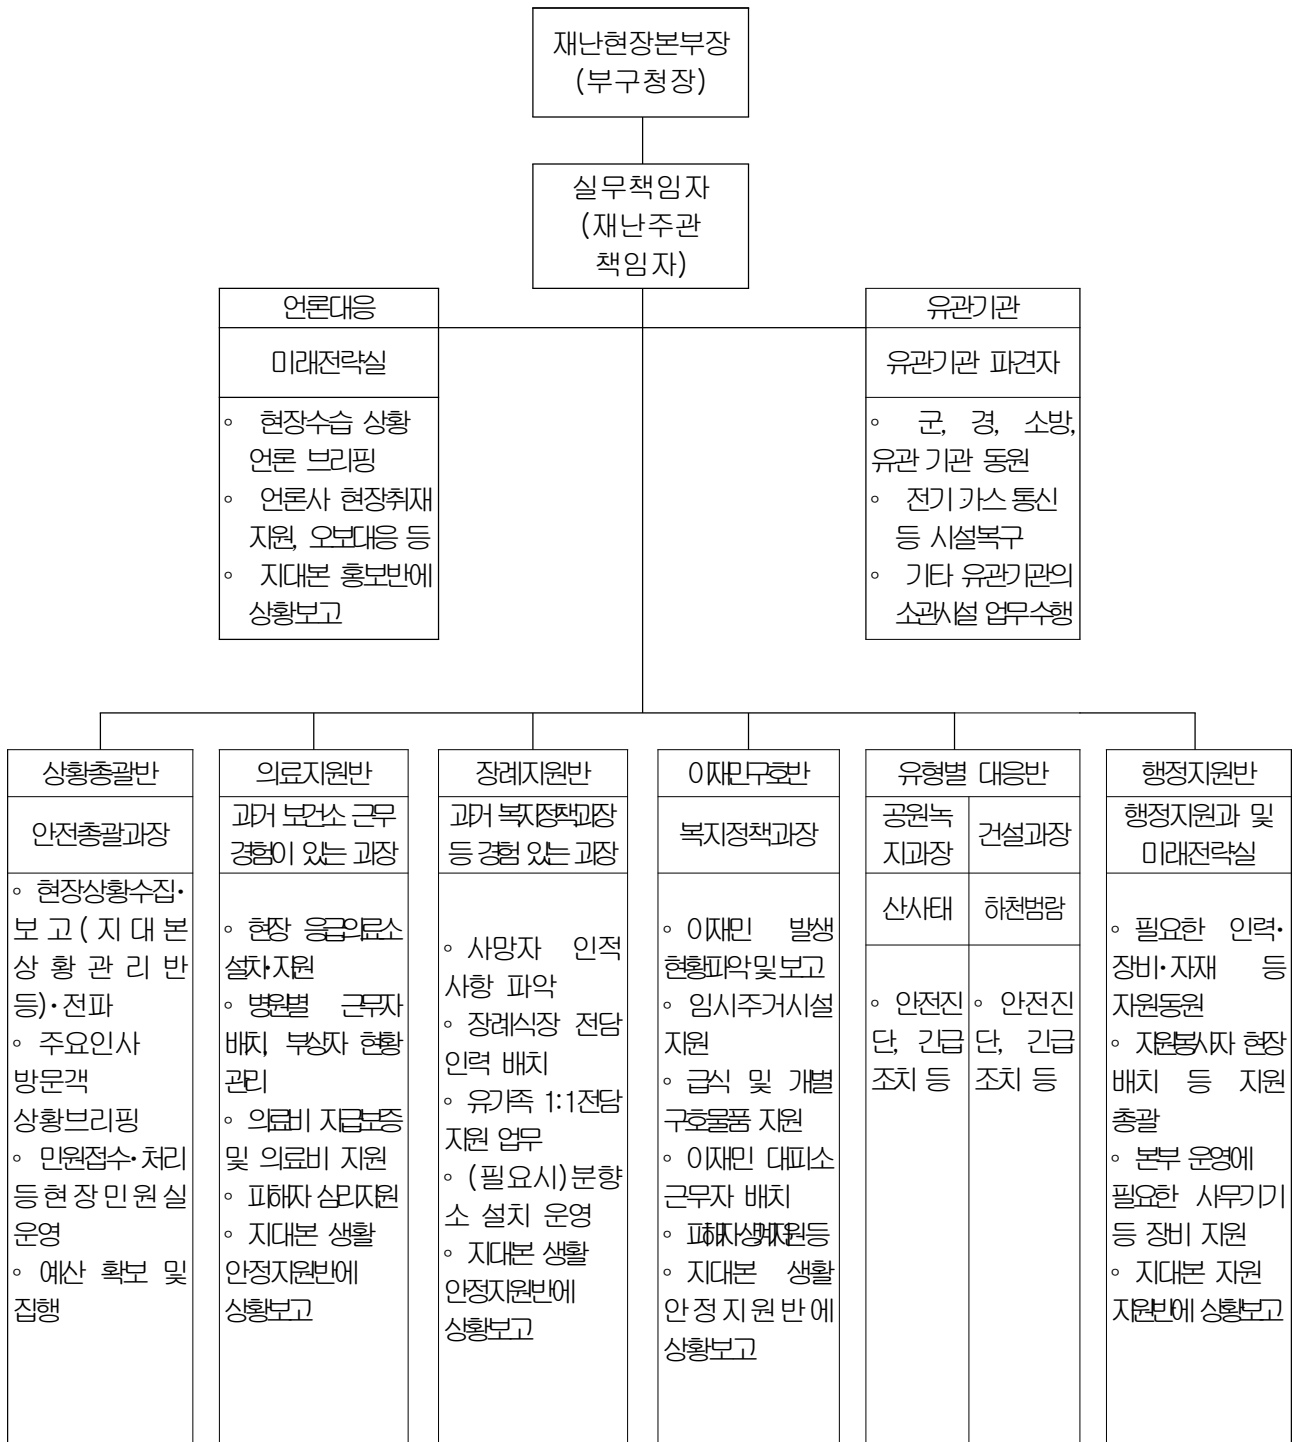 재난현장본부장
(부구청장)
실무책임자
(재난주관
책임자)
언론대응
미래전략실
◦ 현장수습 상황
언론 브리핑
◦ 언론사 현장취재
지원, 오보대응 등
◦ 지대본 홍보반에
상황보고
유관기관
유관기관 파견자
◦ 군, 경, 소방,
유관 기관 동원
◦ 전기 가스 통신
등 시설복구
◦ 기타 유관기관의
소관시설 업무수행
상황총괄반
안전총괄과장
◦ 현장상황수집·
보고(지대본
상황관리반
등)·전파
◦ 주요인사
방문객
상황브리핑
◦ 민원접수·처리
등현장민원실
운영
◦ 예산 확보 및
집행
의료지원반
과거 보건소 근무
경험이 있는 과장
◦ 현장 응급의료소
설치·지원
◦ 병원별 근무자
배치, 부상자 현황
관리
◦ 의료비 지급보증
및 의료비 지원
◦ 피해자 심리지원
◦ 지대본 생활
안정지원반에
상황보고
장례지원반
과거 복지정책과장
등 경험 있는 과장
◦ 사망자 인적
사항 파악
◦ 장례식장 전담
인력 배치
◦ 유가족 1:1전담
지원 업무
◦ (필요시)분향
소 설치 운영
◦ 지대본 생활
안정지원반에
상황보고
이재민구호반
복지정책과장
◦ 이재민 발생
현황파악및보고
◦ 임시주거시설
지원
◦ 급식 및 개별
구호물품 지원
◦ 이재민 대피소
근무자 배치
◦ 피해자생계지원등
◦ 지대본 생활
안정지원반에
상황보고
유형별 대응반
공원녹
지과장
산사태
◦ 안전진
단, 긴급
조치 등
건설과장
하천범람
◦ 안전진
단, 긴급
조치 등
행정지원반
행정지원과 및
미래전략실
◦ 필요한 인력·
장비·자재 등
자원동원
◦ 자원봉사자 현장
배치 등 지원
총괄
◦ 본부 운영에
필요한 사무기기
등 장비 지원
◦ 지대본 자원
지원반에 상황보고